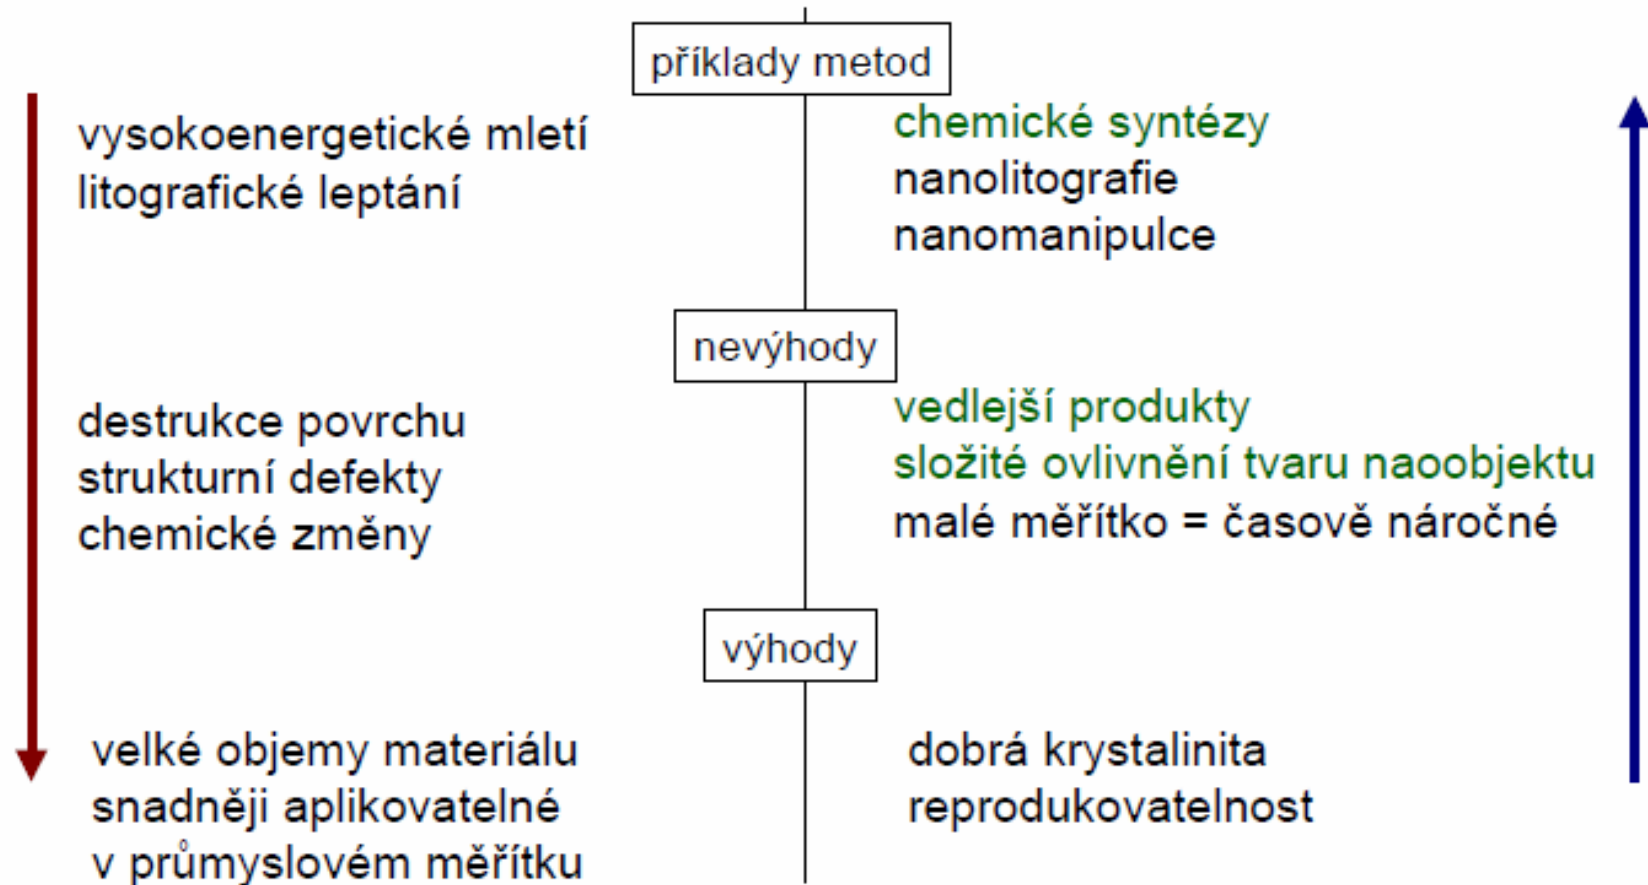 příklady metod
vysokoenergetické mletí
litografické leptání
chemické syntézy
nanolitografie
nanomanipulce
nevýhody
destrukce povrchu
strukturní defekty
chemické změny
vedlejší produkty
složité ovlivnění tvaru naoobjektu
malé měřítko = časově náročné
výhody
velké objemy materiálu
snadněji aplikovatelné
v průmyslovém měřítku
dobrá krystalinita
reprodukovatelnost